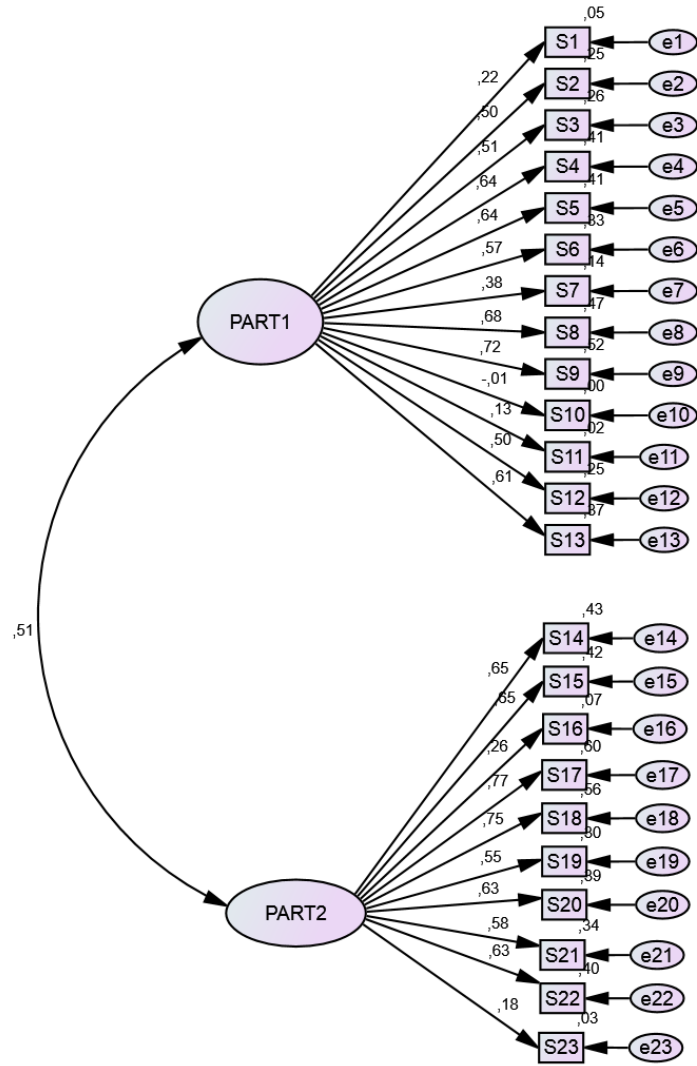 ,05
S1 e1
,25
,22 S2 e2
,26
,50 S3 e3
,41
,51 S4 e4
,41
,64 S5 e5
,33
,64 S6 e6
,14
,57 S7 e7
,47
,38 S8 e8
,52
,68 S9 e9
,00
,72 S10 e10
,02
-,01 S11 e11
,25
,13 S12 e12
,37
,50 S13 e13
,61
PART1
,51
,43
S14 e14
,42
,65 S15 e15
,07
,65 S16 e16
,60
,26 S17 e17
,56
,77 S18 e18
,30
,75 S19 e19
,39
,55 S20 e20
,34
,63 S21 e21
,40
,58 S22 e22
,03
,63 S23 e23
,18
PART2